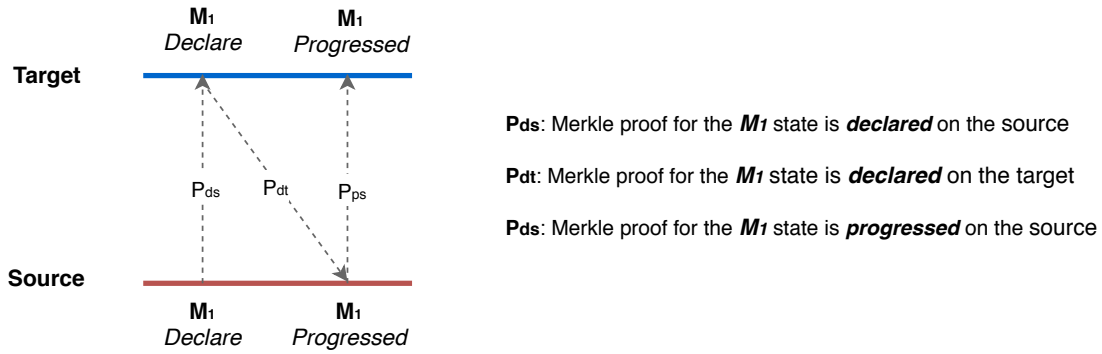 M1 M1
Declare Progressed
Target
Pds: Merkle proof for the M1 state is declared on the source
Pdt: Merkle proof for the M1 state is declared on the target
Pds Pdt Pps
Pds: Merkle proof for the M1 state is progressed on the source
Source
M1 M1
Declare Progressed